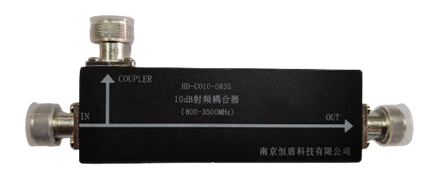 COUPLER
HD-C010-0835
10dB射频耦合器
(800-3500MHz)
IN
OUT
南京恒盾科技有限公司